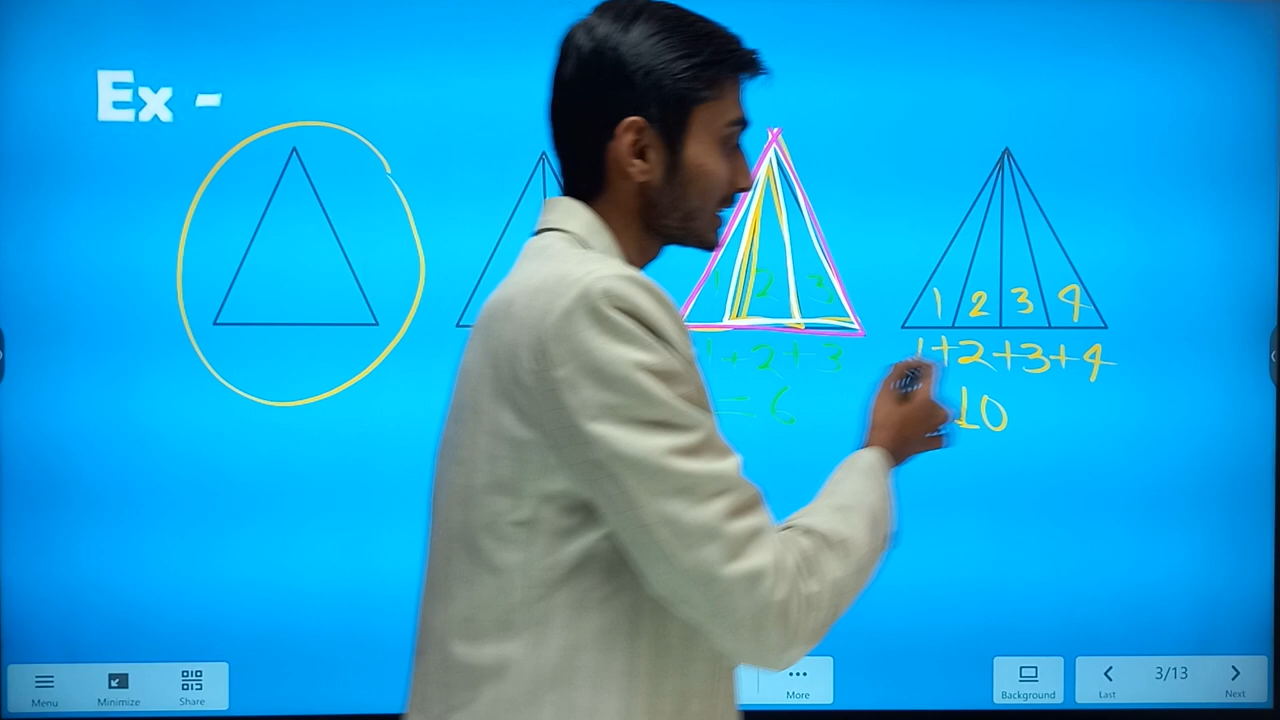 Ex -
1 2 3
1+2+3
= 6
1 2 3 4
1+2+3+4
10
Menu
Minimize
Share
More
Background
Last
3/13
Next